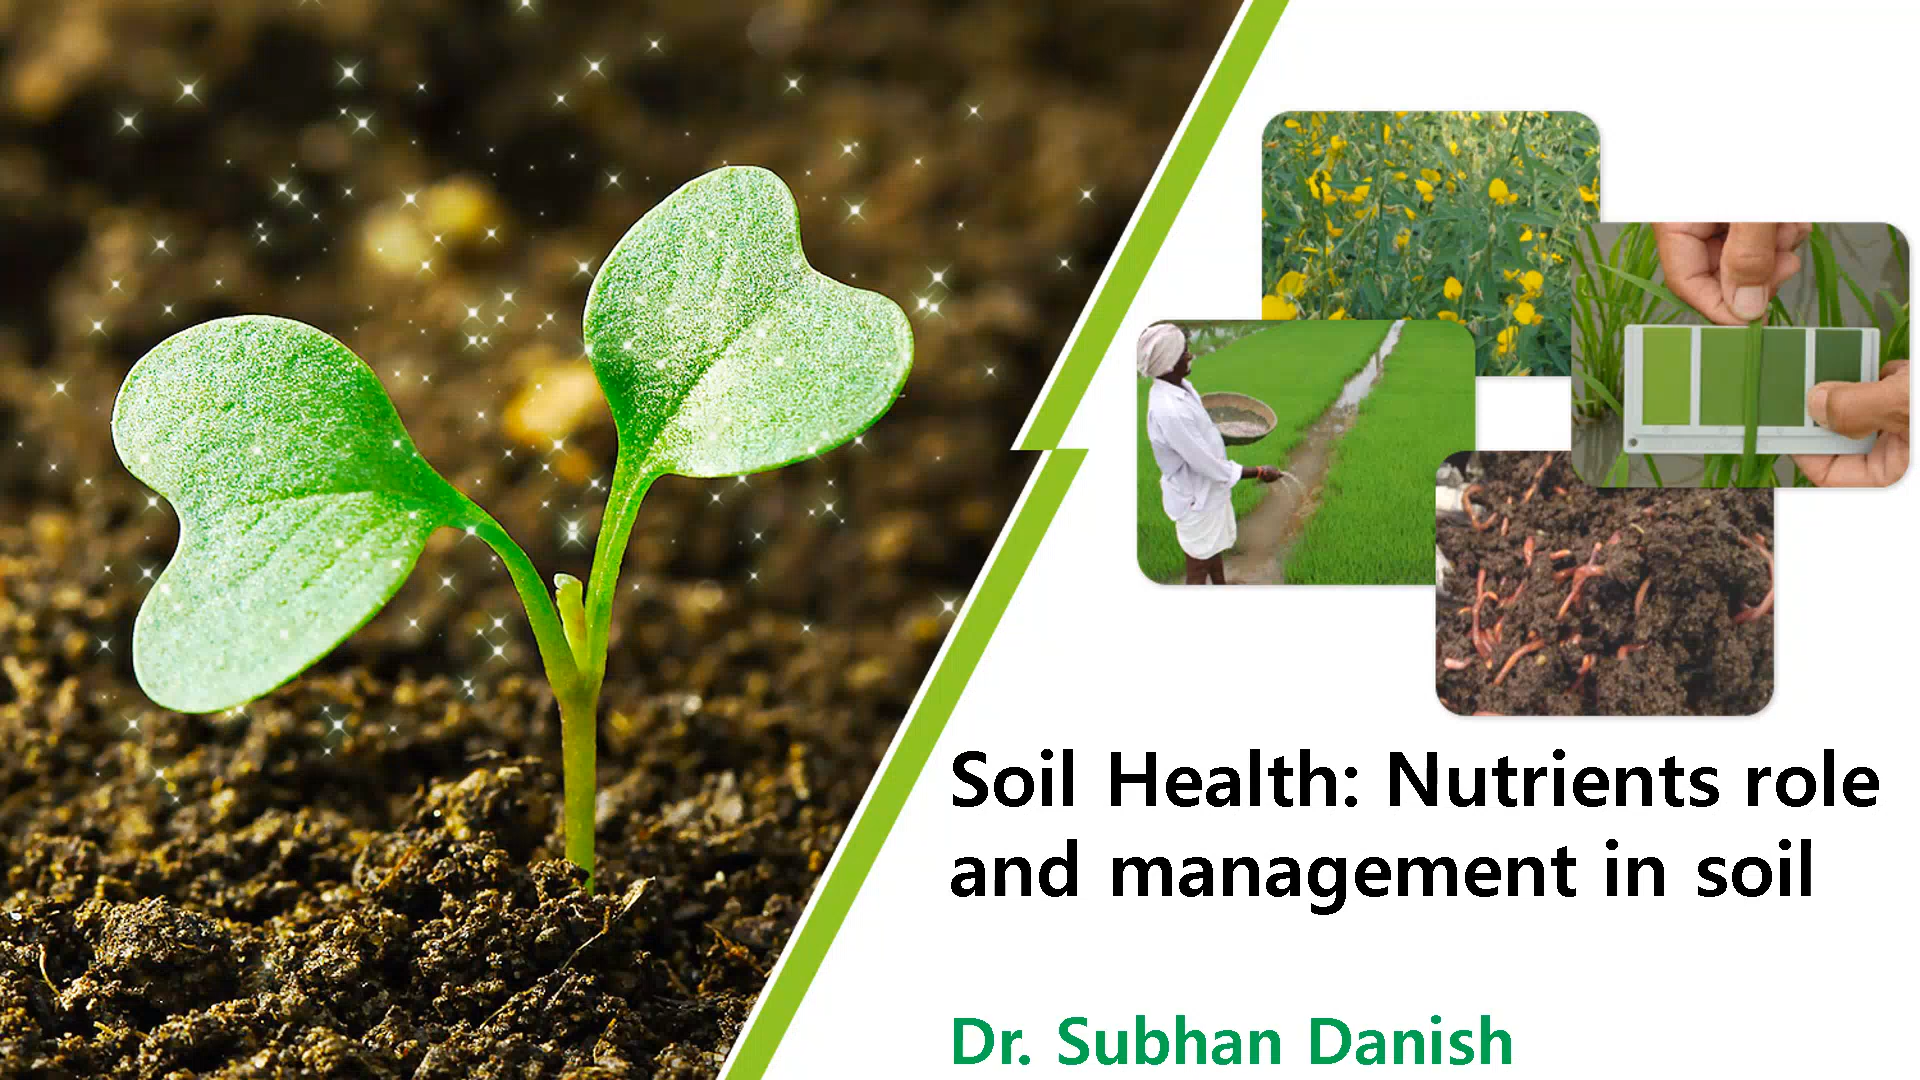 Soil Health: Nutrients role
and management in soil
Dr. Subhan Danish